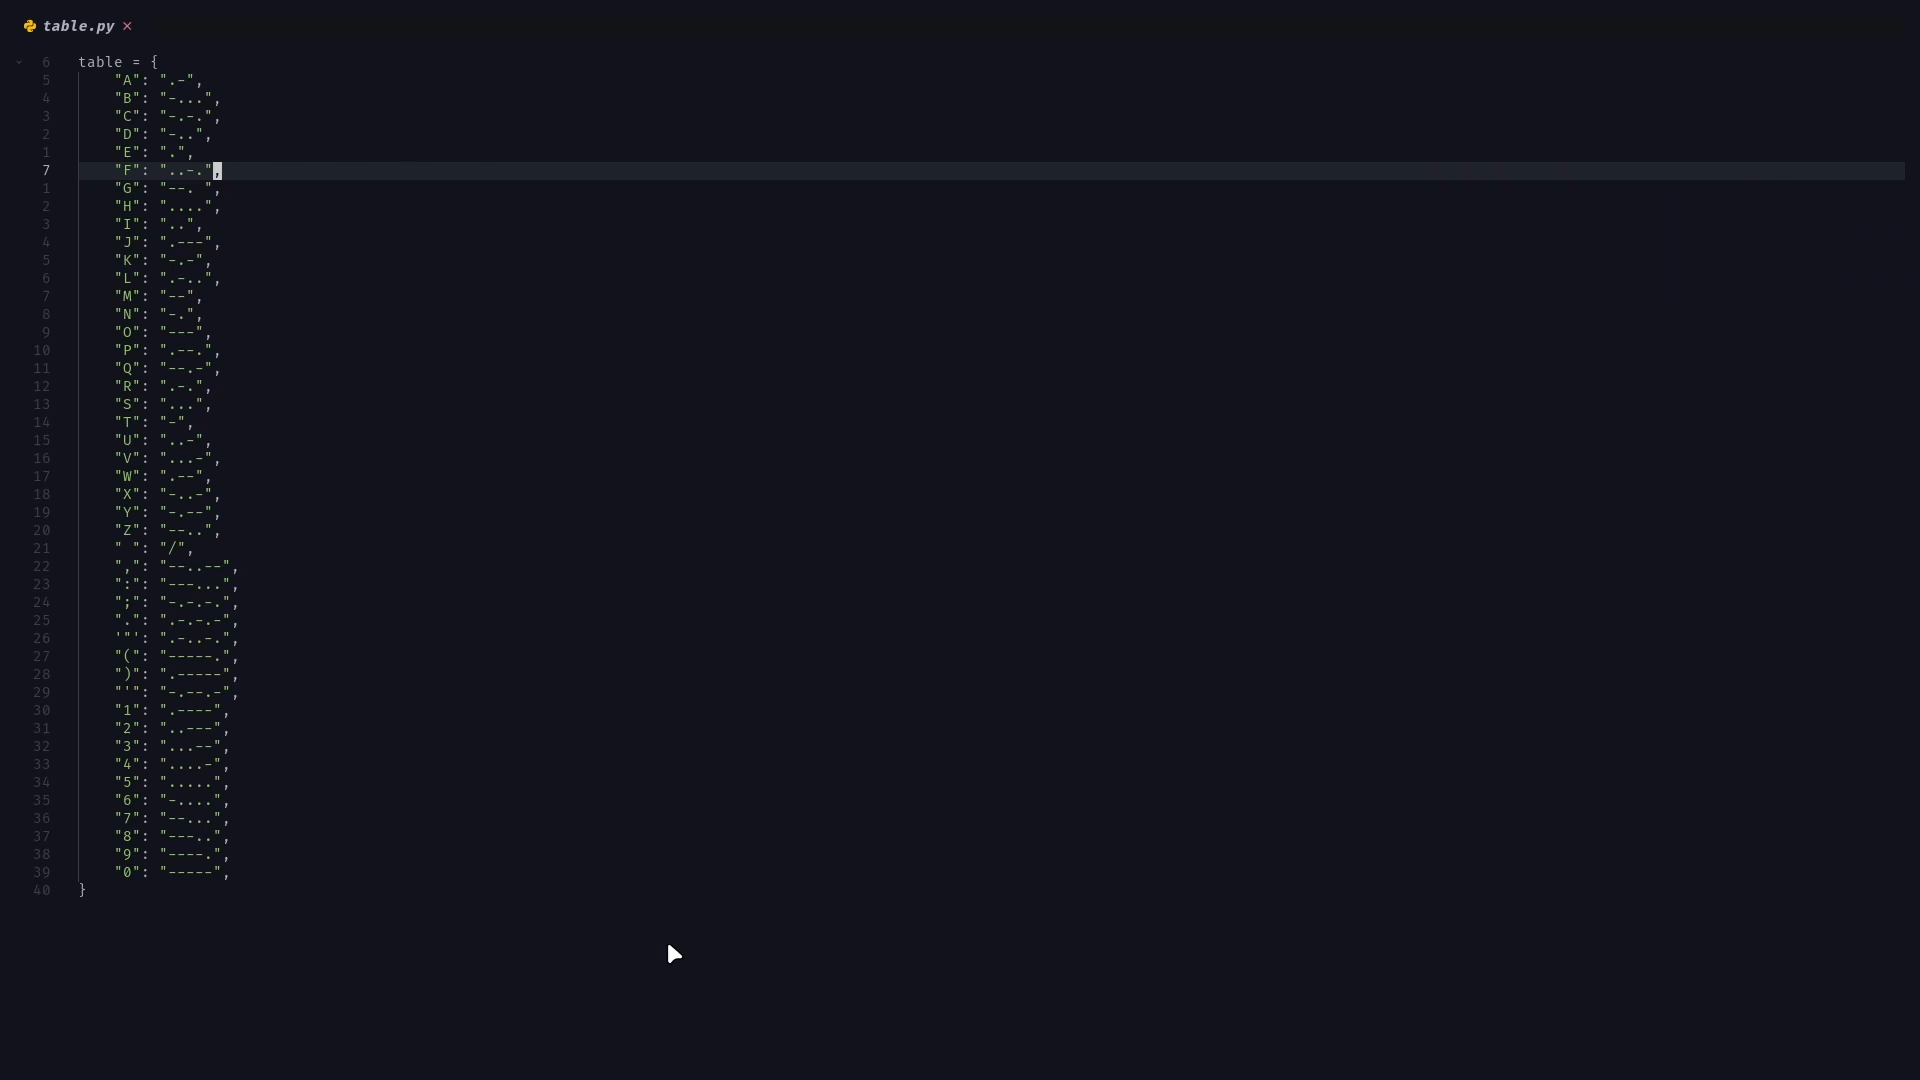 table.py ×
6 table = {
5 "A": ".-",
4 "B": "-...",
3 "C": "-.-.",
2 "D": "-..",
1 "E": ".",
7 "F": "..-.",
1 "G": "--. ",
2 "H": "....",
3 "I": "..",
4 "J": ".---",
5 "K": "-.-",
6 "L": ".-..",
7 "M": "--",
8 "N": "-.",
9 "O": "---",
10 "P": ".--.",
11 "Q": "--.-",
12 "R": ".-.",
13 "S": "...",
14 "T": "-",
15 "U": "..-",
16 "V": "...-",
17 "W": ".--",
18 "X": "-..-",
19 "Y": "-.--",
20 "Z": "--..",
21 " ": "/",
22 ",": "--..--",
23 ":": "---...",
24 ";": "-.-.-.",
25 ".": ".-.-.-",
26 '"': ".-..-.",
27 "(": "-----.",
28 ")": ".-----",
29 "'": "-.--.-",
30 "1": ".----",
31 "2": "..---",
32 "3": "...--",
33 "4": "....-",
34 "5": ".....",
35 "6": "-....",
36 "7": "--...",
37 "8": "---..",
38 "9": "----.",
39 "0": "-----",
40 }